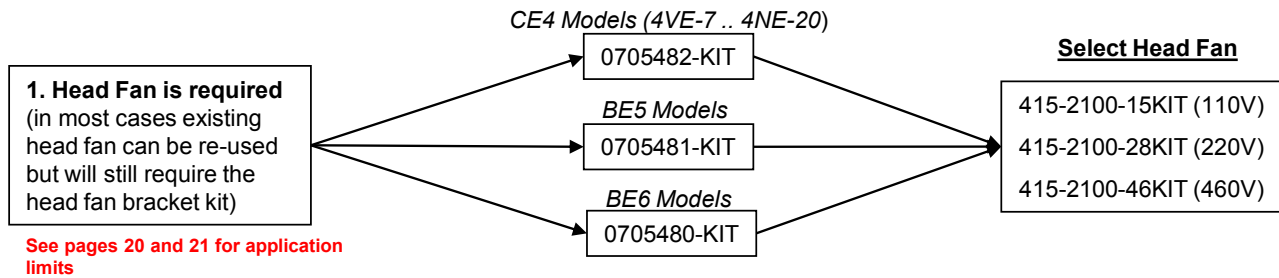 1. Head Fan is required
(in most cases existing
head fan can be re-used
but will still require the
head fan bracket kit)
See pages 20 and 21 for application
limits
CE4 Models (4VE-7 .. 4NE-20)
0705482-KIT
BE5 Models
0705481-KIT
BE6 Models
0705480-KIT
Select Head Fan
415-2100-15KIT (110V)
415-2100-28KIT (220V)
415-2100-46KIT (460V)